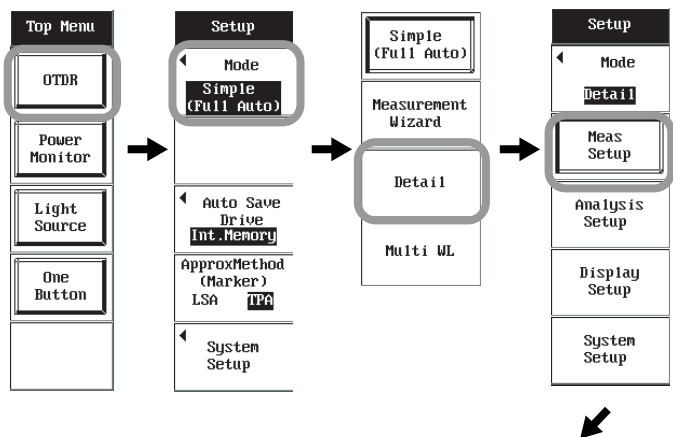 Top Menu
OTDR
Power
Monitor
Light
Source
One
Button
Setup
Mode
Simple
(Full Auto)
Auto Save
Drive
Int.Memory
ApproxMethod
(Marker)
LSA TPA
System
Setup
Simple
(Full Auto)
Measurement
Wizard
Detail
Multi WL
Setup
Mode
Detail
Meas
Setup
Analysis
Setup
Display
Setup
System
Setup